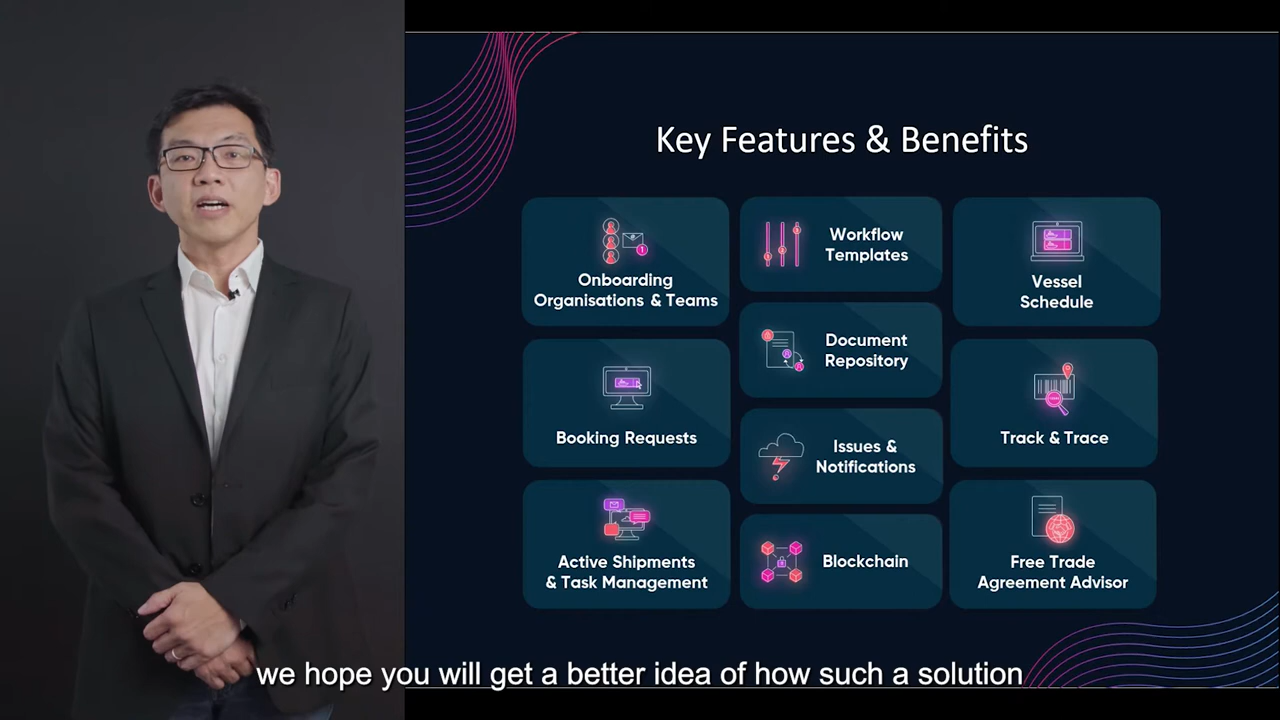 Key Features & Benefits
Onboarding
Organisations & Teams
Workflow
Templates
Vessel
Schedule
Document
Repository
Booking Requests
Track & Trace
Issues &
Notifications
Active Shipments
& Task Management
Blockchain
Free Trade
Agreement Advisor
we hope you will get a better idea of how such a solution